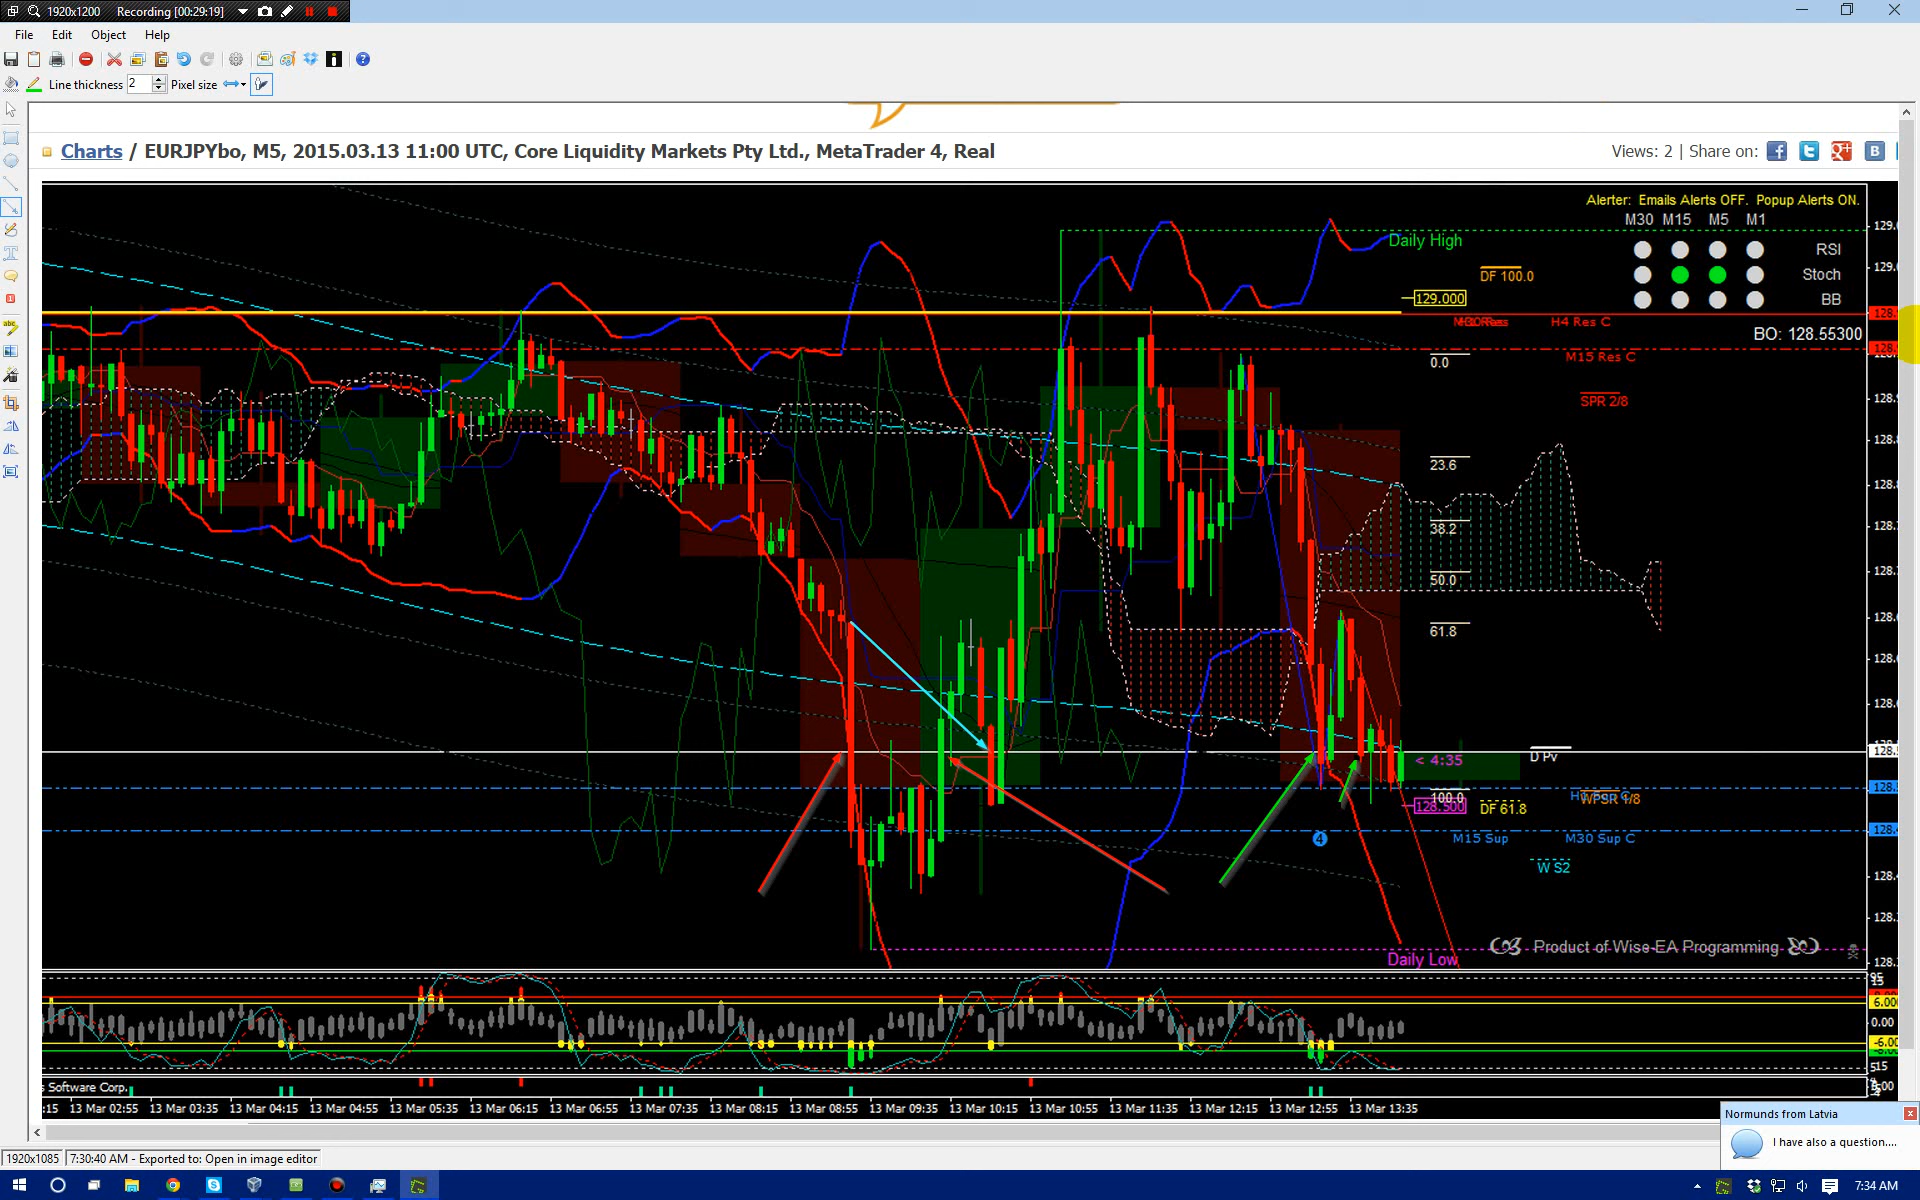 1920x1200 Recording [00:29:19]
File Edit Object Help
Line thickness 2 Pixel size
Charts / EURJPYbo, M5, 2015.03.13 11:00 UTC, Core Liquidity Markets Pty Ltd., MetaTrader 4, Real
Views: 2 | Share on:
Alerter: Emails Alerts OFF. Popup Alerts ON.
M30 M15 M5 M1
RSI
Stoch
BB
Daily High
DF 100.0
129.000
H4 Res C
BO: 128.55300
M15 Res C
0.0
SPR 2/8
23.6
38.2
50.0
61.8
< 4:35
D Pv
100.0
128.500
DF 61.8
WPSR 1/8
4
M15 Sup
M30 Sup C
W S2
Product of Wise-EA Programming
Daily Low
6.000
0.00
-6.00
s Software Corp.
:15 13 Mar 02:55 13 Mar 03:35 13 Mar 04:15 13 Mar 04:55 13 Mar 05:35 13 Mar 06:15 13 Mar 06:55 13 Mar 07:35 13 Mar 08:15 13 Mar 08:55 13 Mar 09:35 13 Mar 10:15 13 Mar 10:55 13 Mar 11:35 13 Mar 12:15 13 Mar 12:55 13 Mar 13:35
Normunds from Latvia
I have also a question....
1920x1085 7:30:40 AM - Exported to: Open in image editor
7:34 AM